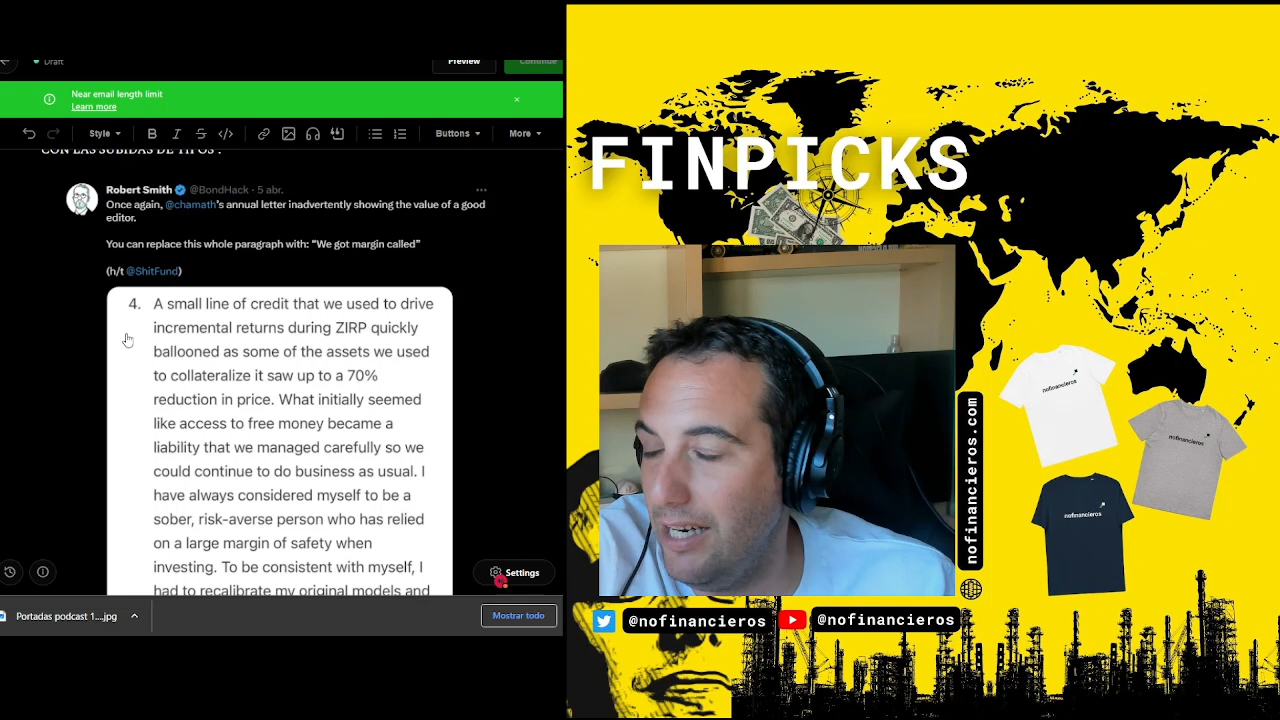 Draft
Preview
Continue
Near email length limit
Learn more
Style
B
Buttons
More
CON LAS SUBIDAS DE TIPOS .
Robert Smith @BondHack · 5 abr.
Once again, @chamath's annual letter inadvertently showing the value of a good
editor.
You can replace this whole paragraph with: “We got margin called”
(h/t @ShitFund)
4. A small line of credit that we used to drive
incremental returns during ZIRP quickly
ballooned as some of the assets we used
to collateralize it saw up to a 70%
reduction in price. What initially seemed
like access to free money became a
liability that we managed carefully so we
could continue to do business as usual. I
have always considered myself to be a
sober, risk-averse person who has relied
on a large margin of safety when
investing. To be consistent with myself, I
had to recalibrate my original models and
Settings
Portadas podcast 1....jpg
Mostrar todo
FINPICKS
nofinancieros
nofinancieros
nofinancieros
nofinancieros.com
@nofinancieros
@nofinancieros